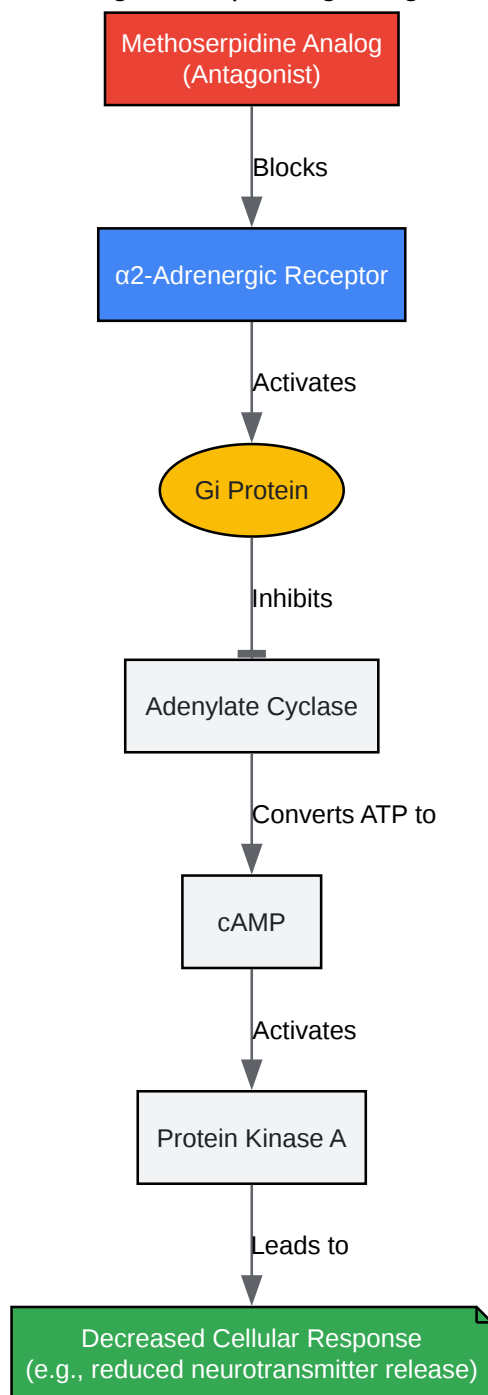 Methoserpidine Analog
(Antagonist)
Blocks
α2-Adrenergic Receptor
Activates
Gi Protein
Inhibits
Adenylate Cyclase
Converts ATP to
cAMP
Activates
Protein Kinase A
Leads to
Decreased Cellular Response
(e.g., reduced neurotransmitter release)